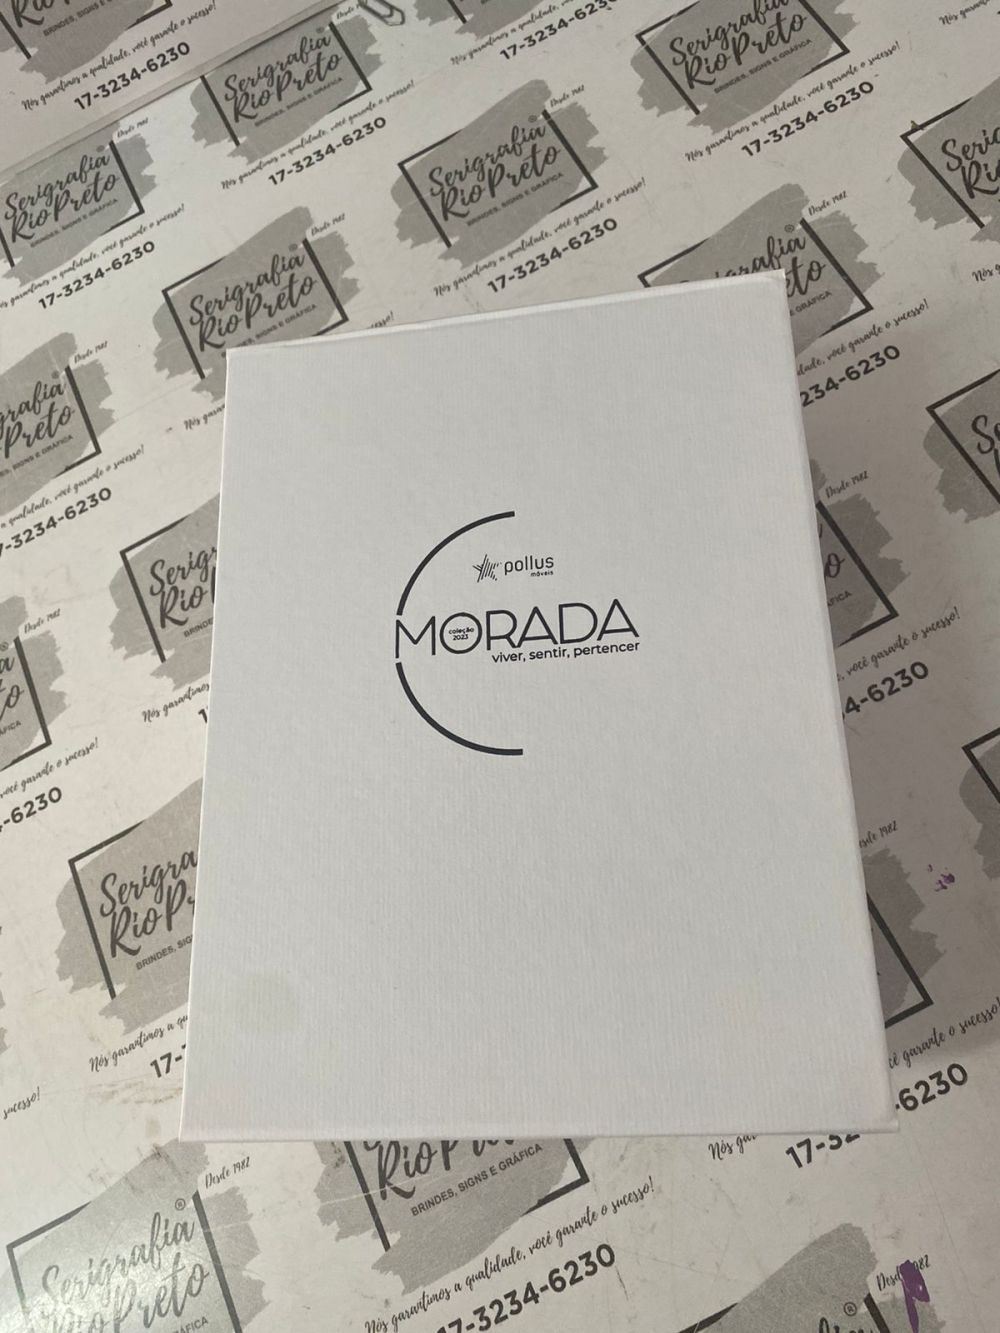 pollus
móveis
MORADA
coleção
2023
viver, sentir, pertencer
Desde 1982
Serigrafia
Rio Preto
®
BRINDES, SIGNS E GRÁFICA
Nós garantimos a qualidade, você garante o sucesso!
17-3234-6230